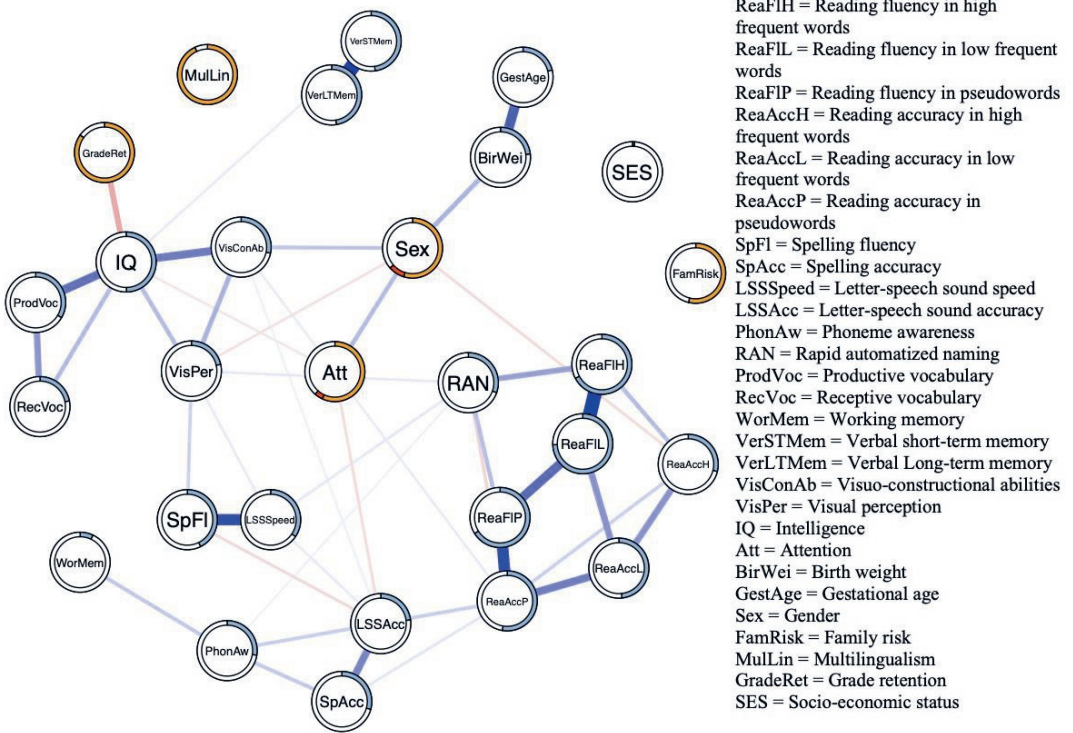 MulLin
VerSTMem
VerLTMem
GestAge
BirWei
SES
GradeRet
IQ
VisConAb
Sex
FamRisk
ProdVoc
RecVoc
VisPer
Att
RAN
ReaFlH
ReaFlL
ReaAccH
SpFl
LSSSpeed
ReaFlP
WorMem
ReaAccL
ReaAccP
PhonAw
LSSAcc
SpAcc
ReaFlH = Reading fluency in high
frequent words
ReaFlL = Reading fluency in low frequent
words
ReaFlP = Reading fluency in pseudowords
ReaAccH = Reading accuracy in high
frequent words
ReaAccL = Reading accuracy in low
frequent words
ReaAccP = Reading accuracy in
pseudowords
SpFl = Spelling fluency
SpAcc = Spelling accuracy
LSSSpeed = Letter-speech sound speed
LSSAcc = Letter-speech sound accuracy
PhonAw = Phoneme awareness
RAN = Rapid automatized naming
ProdVoc = Productive vocabulary
RecVoc = Receptive vocabulary
WorMem = Working memory
VerSTMem = Verbal short-term memory
VerLTMem = Verbal Long-term memory
VisConAb = Visuo-constructional abilities
VisPer = Visual perception
IQ = Intelligence
Att = Attention
BirWei = Birth weight
GestAge = Gestational age
Sex = Gender
FamRisk = Family risk
MulLin = Multilingualism
GradeRet = Grade retention
SES = Socio-economic status